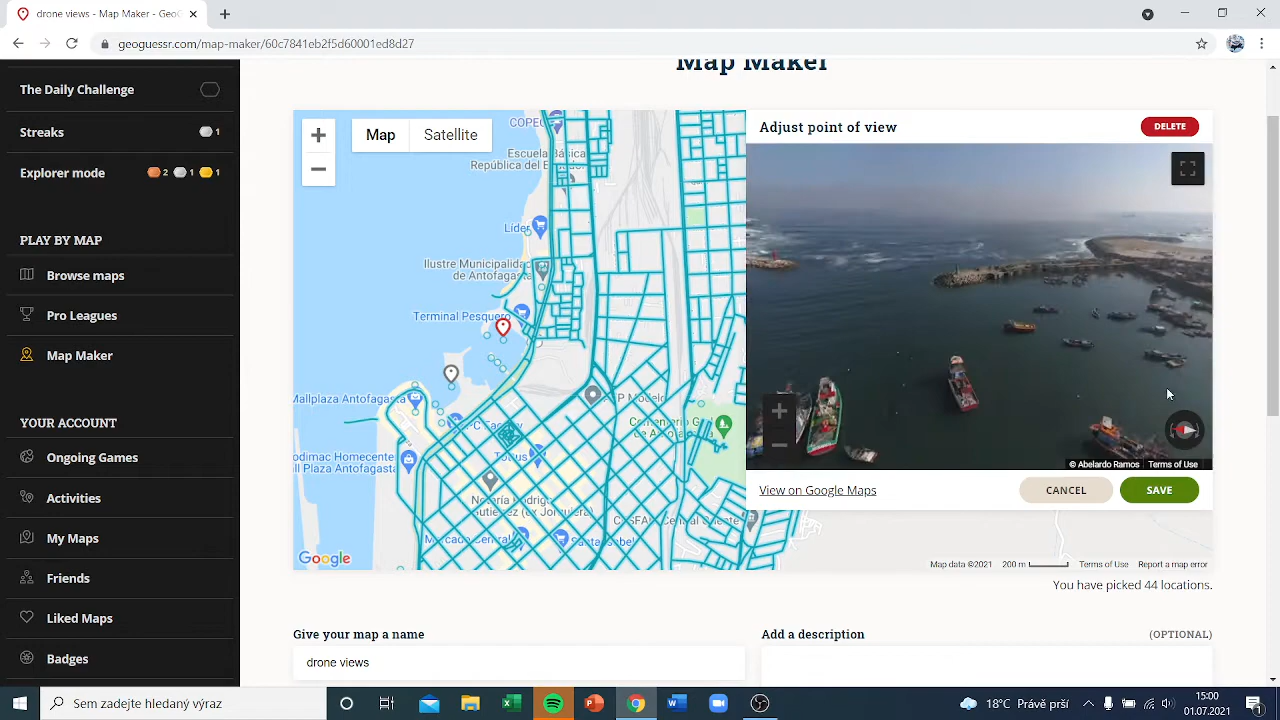 drone views - Map Maker - Geo
geoguessr.com/map-maker/60c7841eb2f5d60001ed8d27
Map Maker
The Daily Challenge
Streaks 1
Explorer mode 2 1 1
PLAY BY MAP
Browse maps
Pro Leagues
Map Maker
YOUR ACCOUNT
Ongoing games
Activities
My Maps
Friends
Liked Maps
Badges
Map Satellite
COPEC
Escuela Básica
República del
Líder
Ilustre Municipalidad
de Antofagasta
Terminal Pesquero
Mallplaza Antofagasta
Sodimac Homecenter
Mall Plaza Antofagasta
Tottus
Mercado Central
Santa Isabel
Google
Adjust point of view DELETE
© Abelardo Ramos Terms of Use
View on Google Maps CANCEL SAVE
Map data ©2021 200 m Terms of Use Report a map error
You have picked 44 locations.
Give your map a name
drone views
Add a description (OPTIONAL)
Sem zadejte hledaný výraz
18°C Právě prší
15:00
01.07.2021